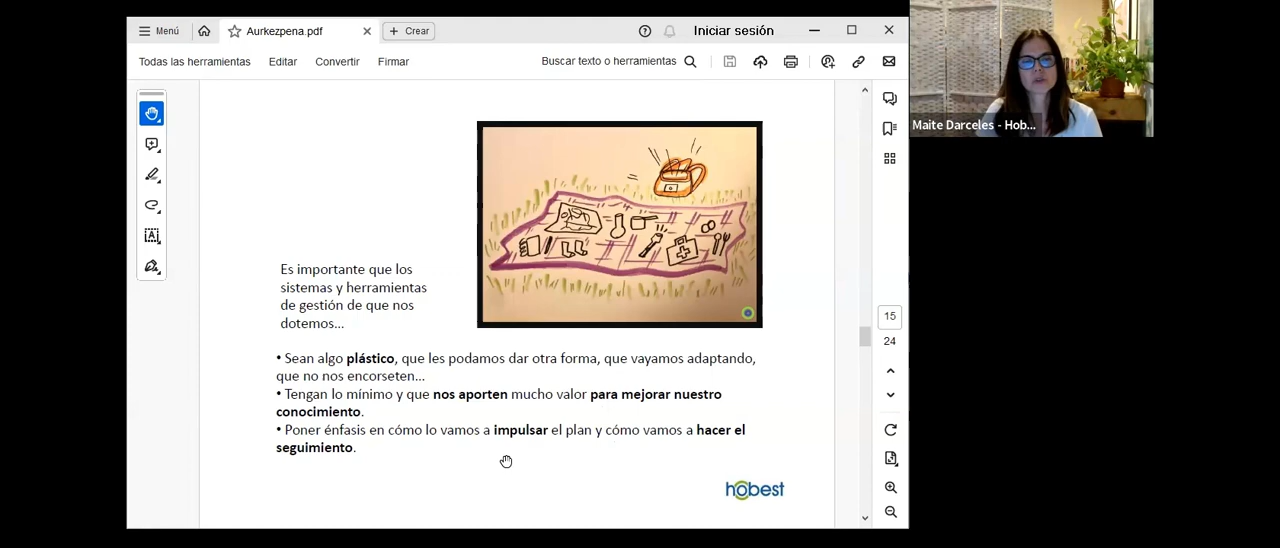 Menú
Aurkezpena.pdf
Crear
Iniciar sesión
Todas las herramientas
Editar
Convertir
Firmar
Buscar texto o herramientas
Maite Darceles - Hob...
Es importante que los
sistemas y herramientas
de gestión de que nos
dotemos...
• Sean algo plástico, que les podamos dar otra forma, que vayamos adaptando,
que no nos encorseten...
• Tengan lo mínimo y que nos aporten mucho valor para mejorar nuestro
conocimiento.
• Poner énfasis en cómo lo vamos a impulsar el plan y cómo vamos a hacer el
seguimiento.
hobest
15
24